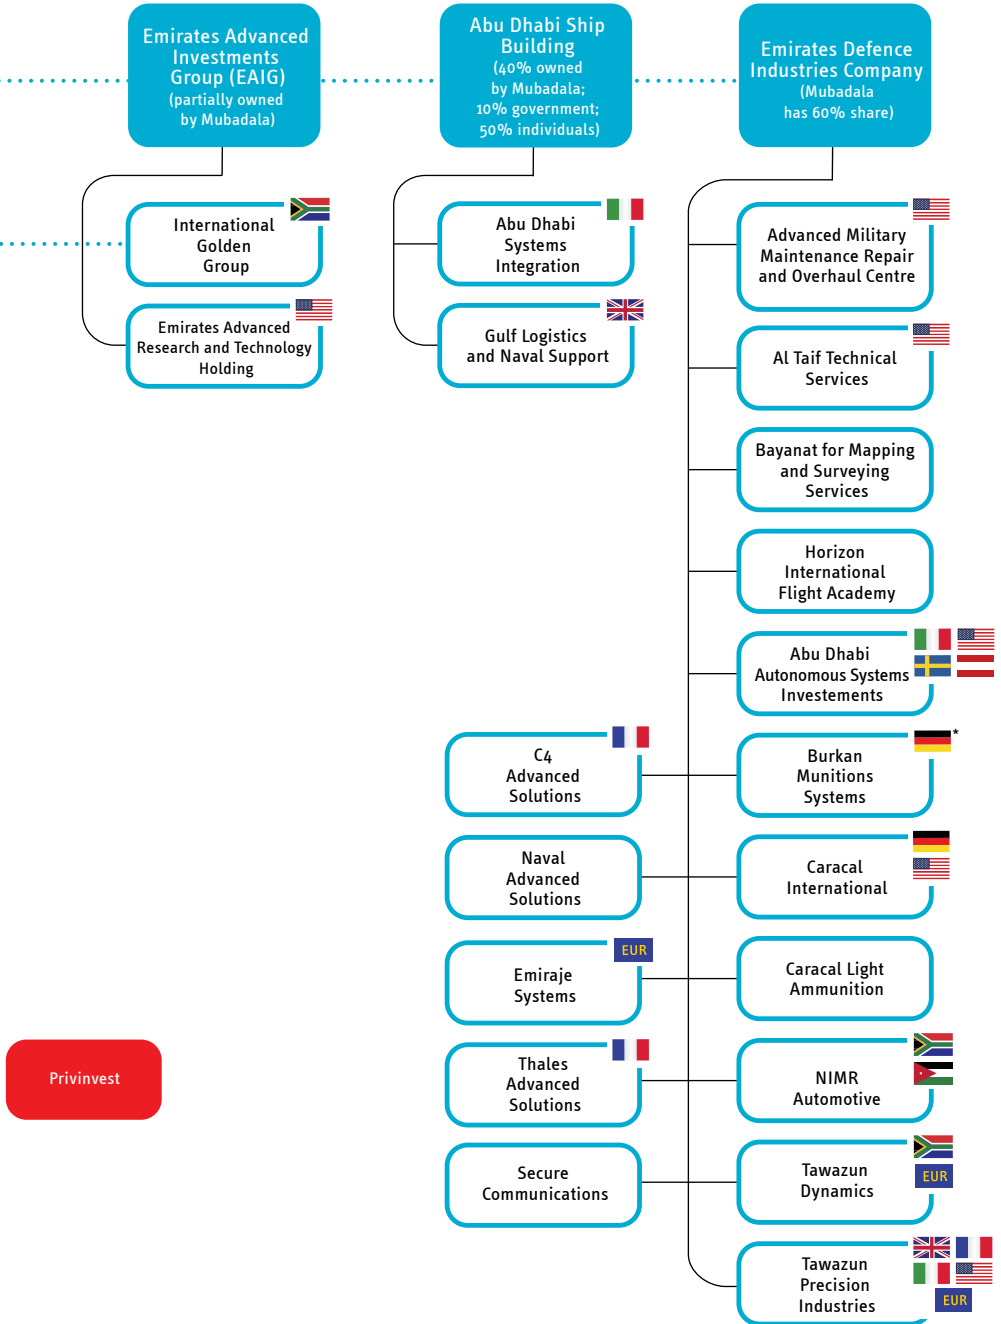 Emirates Advanced
Investments
Group (EAIG)
(partially owned
by Mubadala)
Abu Dhabi Ship
Building
(40% owned
by Mubadala;
10% government;
50% individuals)
Emirates Defence
Industries Company
(Mubadala
has 60% share)
International
Golden
Group
Emirates Advanced
Research and Technology
Holding
Abu Dhabi
Systems
Integration
Gulf Logistics
and Naval Support
Advanced Military
Maintenance Repair
and Overhaul Centre
Al Taif Technical
Services
Bayanat for Mapping
and Surveying
Services
Horizon
International
Flight Academy
Abu Dhabi
Autonomous Systems
Investements
C4
Advanced
Solutions
Burkan
Munitions
Systems
*
Naval
Advanced
Solutions
Caracal
International
Emiraje
Systems
EUR
Caracal Light
Ammunition
Privinvest
Thales
Advanced
Solutions
NIMR
Automotive
Secure
Communications
Tawazun
Dynamics
EUR
Tawazun
Precision
Industries
EUR